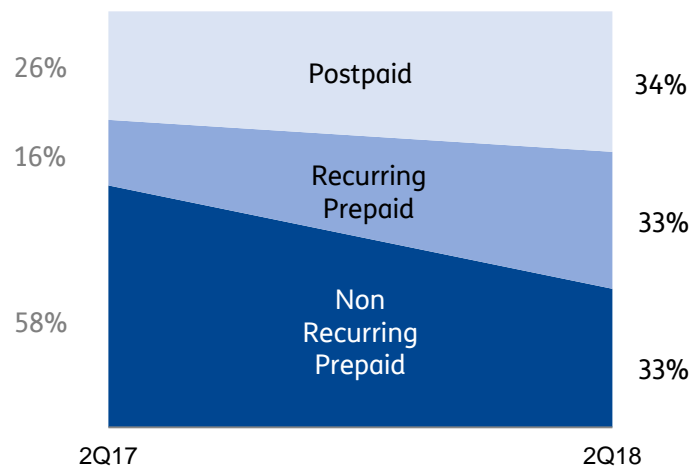 26%
Postpaid
34%
16%
Recurring
Prepaid
33%
58%
Non
Recurring
Prepaid
33%
2Q17
2Q18